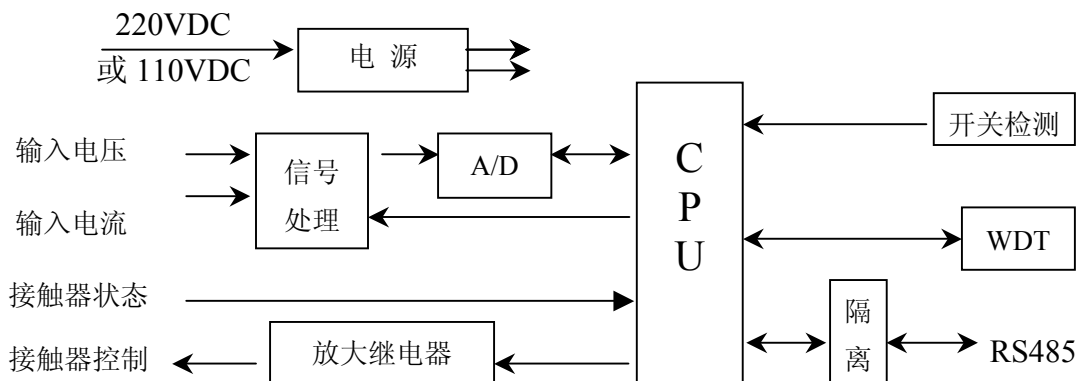 220VDC
或 110VDC
电 源
输入电压
输入电流
信号
处理
A/D
C
P
U
开关检测
WDT
接触器状态
接触器控制
放大继电器
隔
离
RS485